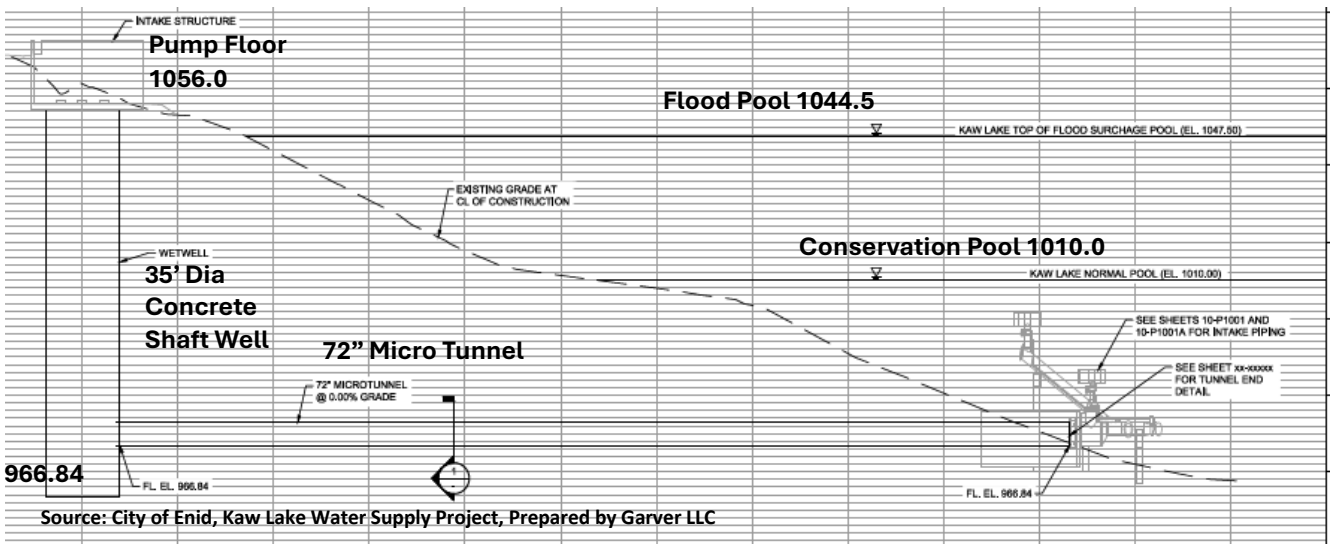 INTAKE STRUCTURE
Pump Floor
1056.0
Flood Pool 1044.5
KAW LAKE TOP OF FLOOD SURCHAGE POOL (EL. 1047.50)
EXISTING GRADE AT
CL OF CONSTRUCTION
Conservation Pool 1010.0
WETWELL
KAW LAKE NORMAL POOL (EL. 1010.00)
35' Dia
Concrete
Shaft Well
SEE SHEETS 10-P1001 AND
10-P1001A FOR INTAKE PIPING
72” Micro Tunnel
SEE SHEET xx-xxxxx
FOR TUNNEL END
DETAIL
72" MICROTUNNEL
@ 0.00% GRADE
966.84
1
-
FL. EL. 966.84
FL. EL. 966.84
Source: City of Enid, Kaw Lake Water Supply Project, Prepared by Garver LLC